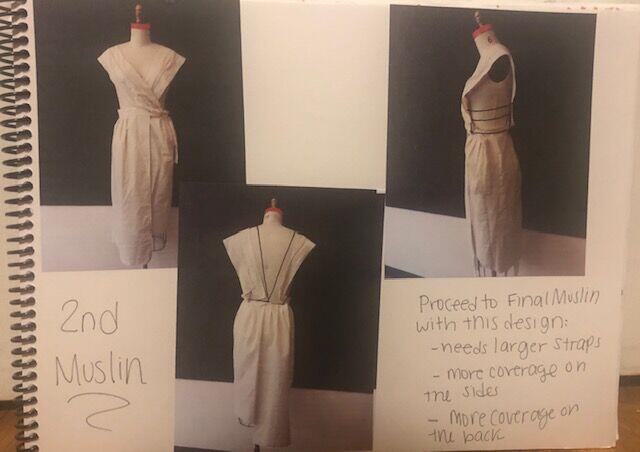 2nd
Muslin
Proceed to Final Muslin
with this design:
- needs larger straps
- more coverage on
the sides
- More coverage on
the back